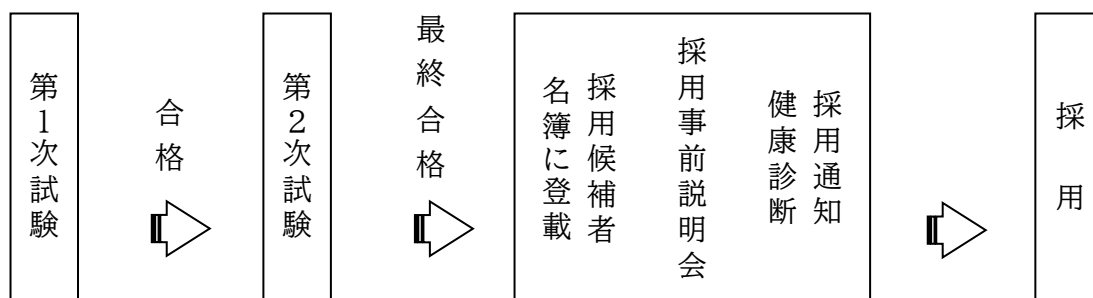 第１次試験
合格
第２次試験
最終合格
採用候補者
名簿に登載
採用事前説明会
採用通知
健康診断
採用